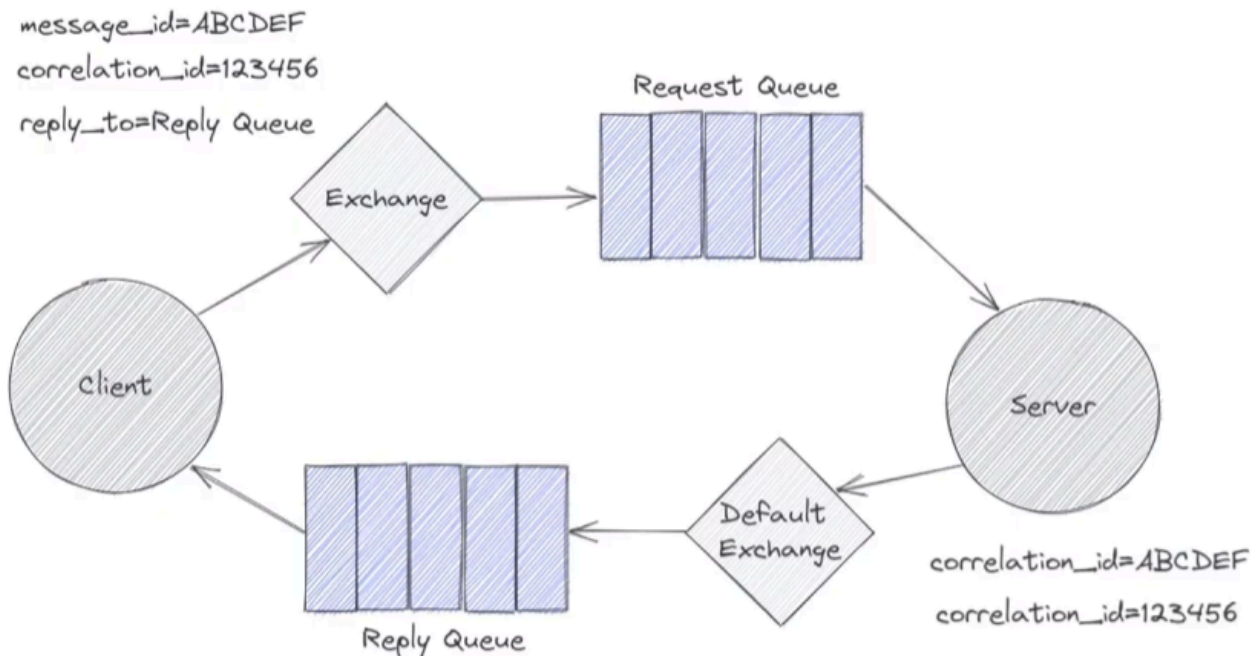 message_id=ABCDEF
correlation_id=123456
reply_to=Reply Queue
Request Queue
Exchange
Client
Server
Default
Exchange
Reply Queue
correlation_id=ABCDEF
correlation_id=123456